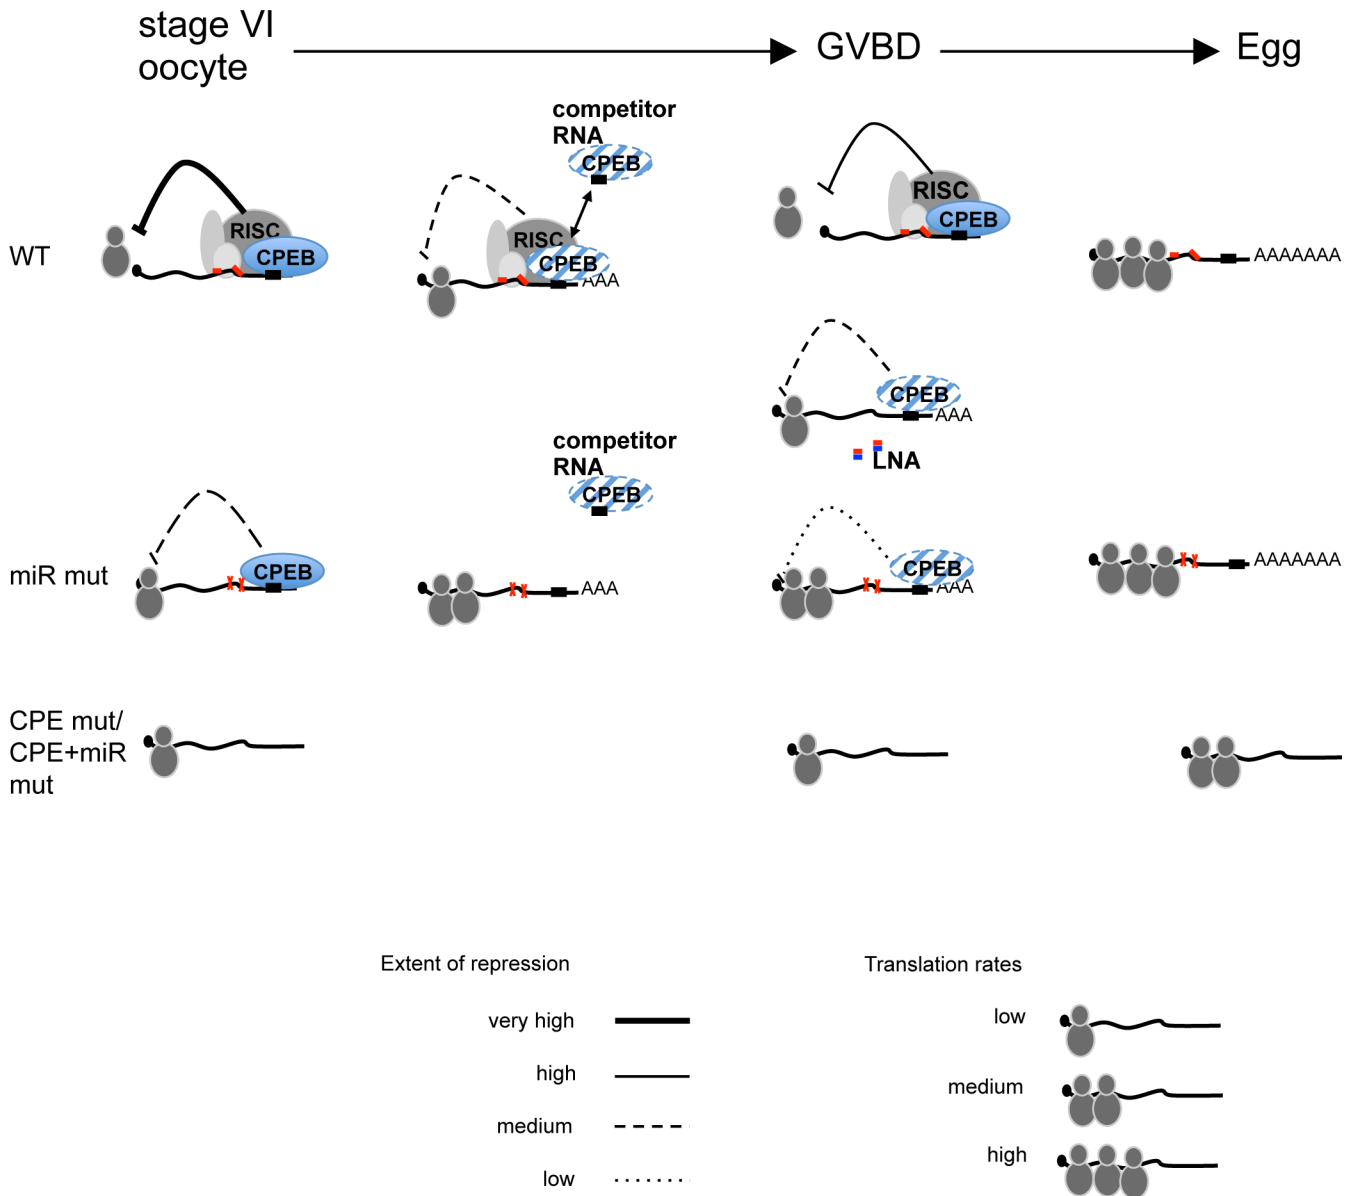 stage VI
oocyte
GVBD
Egg
competitor
RNA
CPEB
WT
RISC
CPEB
RISC
CPEB
AAA
RISC
CPEB
AAAAAAA
CPEB
AAA
LNA
competitor
RNA
CPEB
miR mut
CPEB
AAA
CPEB
AAA
AAAAAAA
CPE mut/
CPE+miR
mut
Extent of repression
very high
high
medium
low
Translation rates
low
medium
high